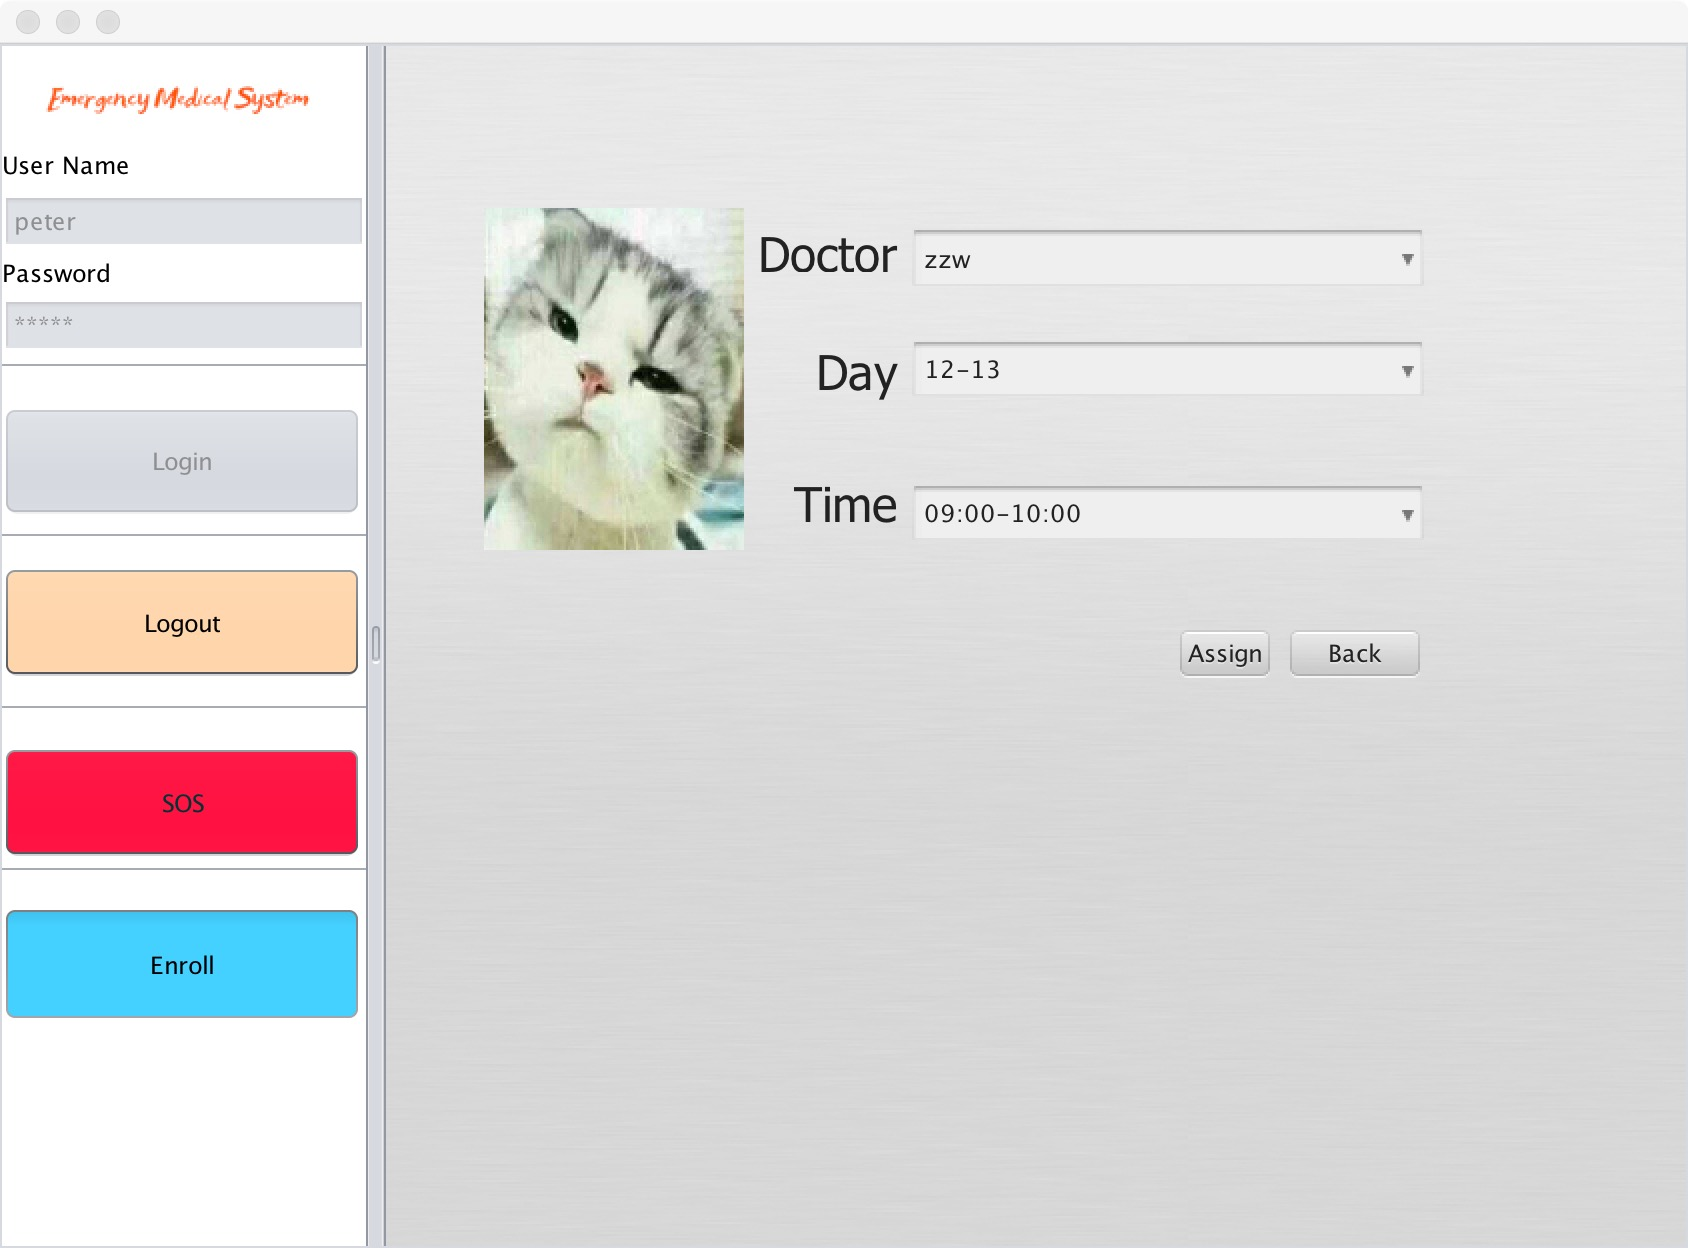 Emergency Medical System
User Name
peter
Password
*****
Login
Logout
SOS
Enroll
Doctor
zzw
Day
12-13
Time
09:00-10:00
Assign
Back